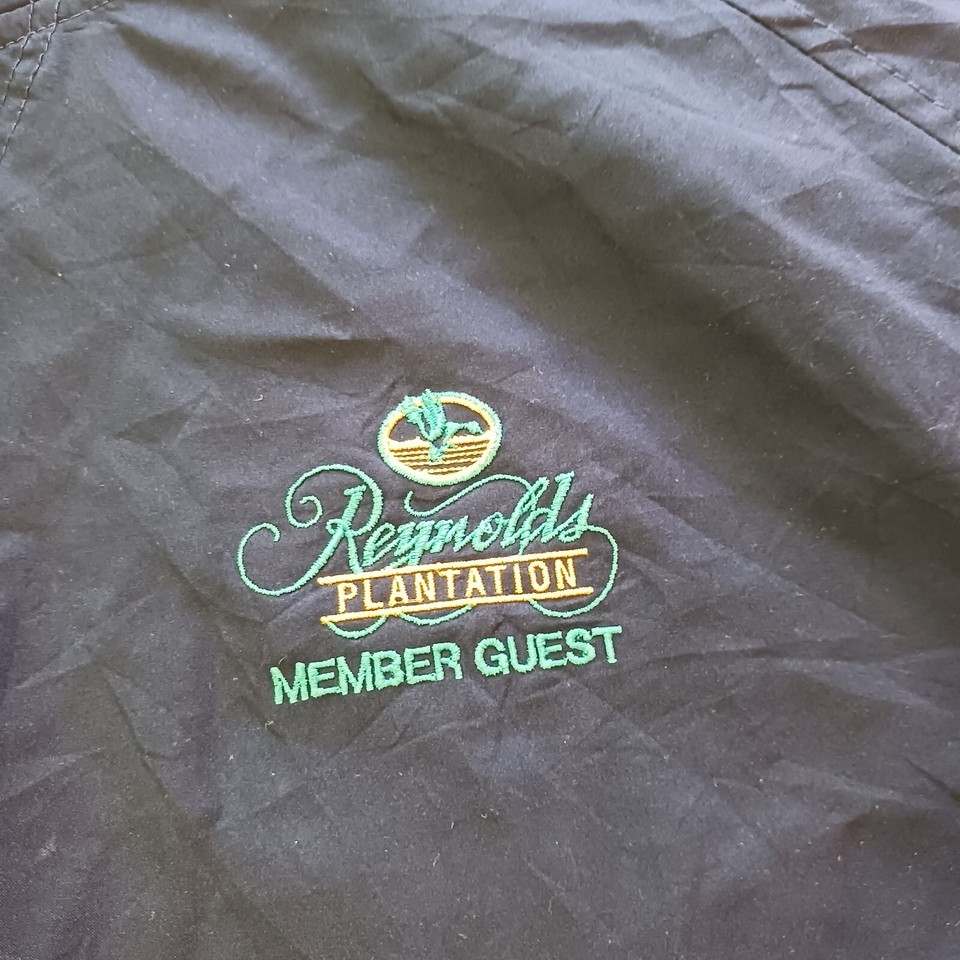 Reynolds
PLANTATION
MEMBER GUEST